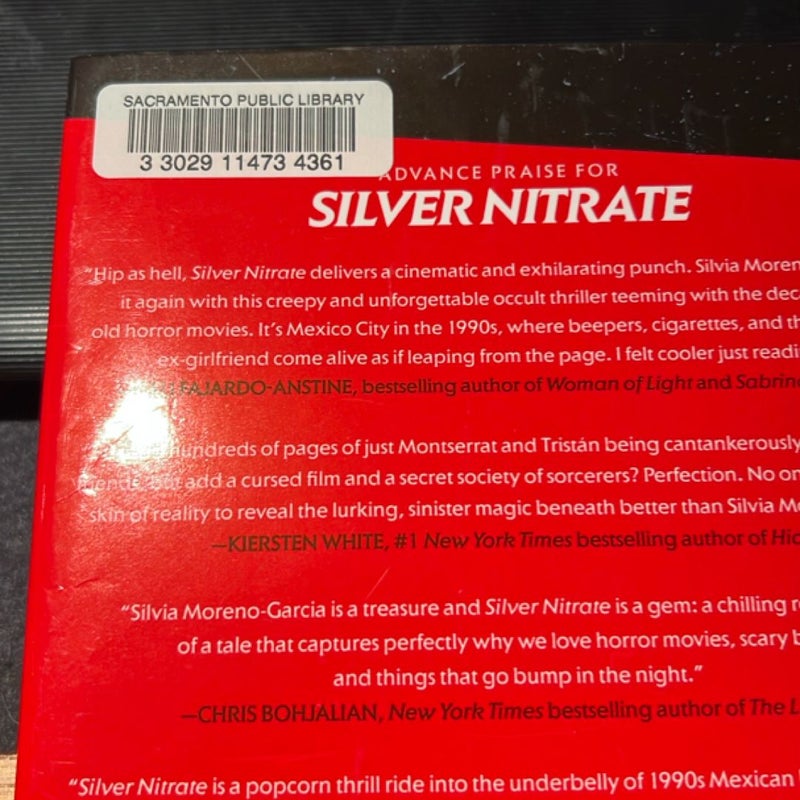 SACRAMENTO PUBLIC LIBRARY
3 3029 11473 4361
ADVANCE PRAISE FOR
SILVER NITRATE
"Hip as hell, Silver Nitrate delivers a cinematic and exhilarating punch. Silvia Moren
it again with this creepy and unforgettable occult thriller teeming with the dec
old horror movies. It's Mexico City in the 1990s, where beepers, cigarettes, and th
ex-girlfriend come alive as if leaping from the page. I felt cooler just readi
FAJARDO-ANSTINE, bestselling author of Woman of Light and Sabrin
hundreds of pages of just Montserrat and Tristán being cantankerously
friends, but add a cursed film and a secret society of sorcerers? Perfection. No on
skin of reality to reveal the lurking, sinister magic beneath better than Silvia Mo
—KIERSTEN WHITE, #1 New York Times bestselling author of Hid
"Silvia Moreno-Garcia is a treasure and Silver Nitrate is a gem: a chilling r
of a tale that captures perfectly why we love horror movies, scary b
and things that go bump in the night."
—CHRIS BOHJALIAN, New York Times bestselling author of The L
"Silver Nitrate is a popcorn thrill ride into the underbelly of 1990s Mexican